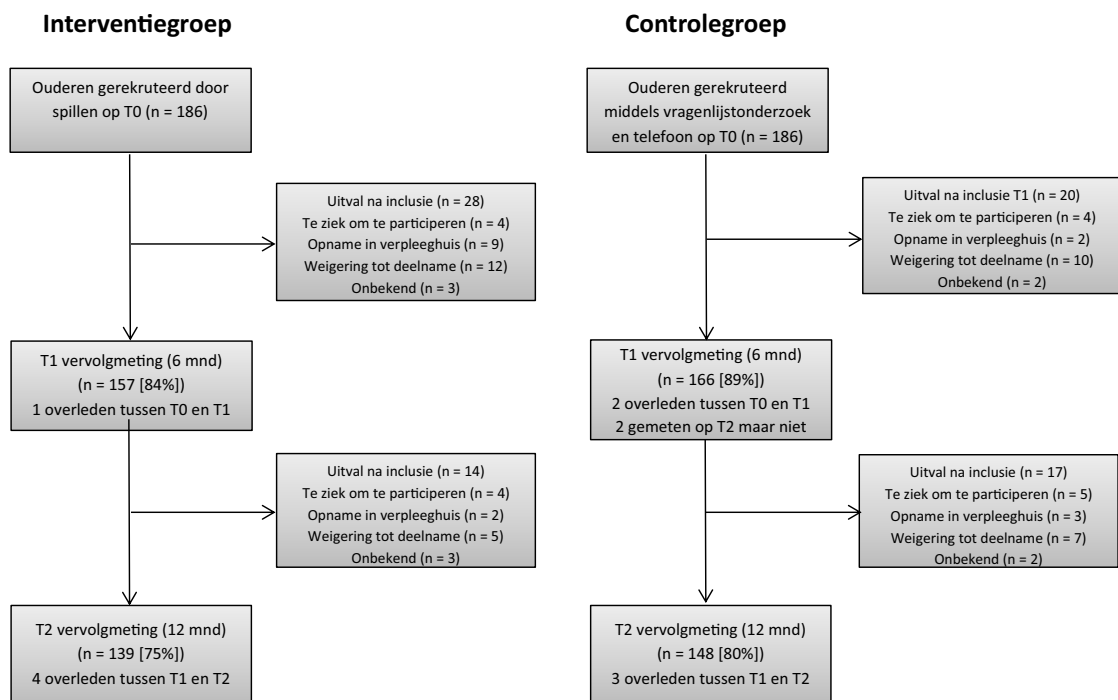 Interventiegroep
Ouderen gerekruteerd door
spillen op T0 (n = 186)
Uitval na inclusie (n = 28)
Te ziek om te participeren (n = 4)
Opname in verpleeghuis (n = 9)
Weigering tot deelname (n = 12)
Onbekend (n = 3)
T1 vervolgmeting (6 mnd)
(n = 157 [84%])
1 overleden tussen T0 en T1
Uitval na inclusie (n = 14)
Te ziek om te participeren (n = 4)
Opname in verpleeghuis (n = 2)
Weigering tot deelname (n = 5)
Onbekend (n = 3)
T2 vervolgmeting (12 mnd)
(n = 139 [75%])
4 overleden tussen T1 en T2
Controlegroep
Ouderen gerekruteerd
middels vragenlijstonderzoek
en telefoon op T0 (n = 186)
Uitval na inclusie T1 (n = 20)
Te ziek om te participeren (n = 4)
Opname in verpleeghuis (n = 2)
Weigering tot deelname (n = 10)
Onbekend (n = 2)
T1 vervolgmeting (6 mnd)
(n = 166 [89%])
2 overleden tussen T0 en T1
2 gemeten op T2 maar niet
Uitval na inclusie (n = 17)
Te ziek om te participeren (n = 5)
Opname in verpleeghuis (n = 3)
Weigering tot deelname (n = 7)
Onbekend (n = 2)
T2 vervolgmeting (12 mnd)
(n = 148 [80%])
3 overleden tussen T1 en T2